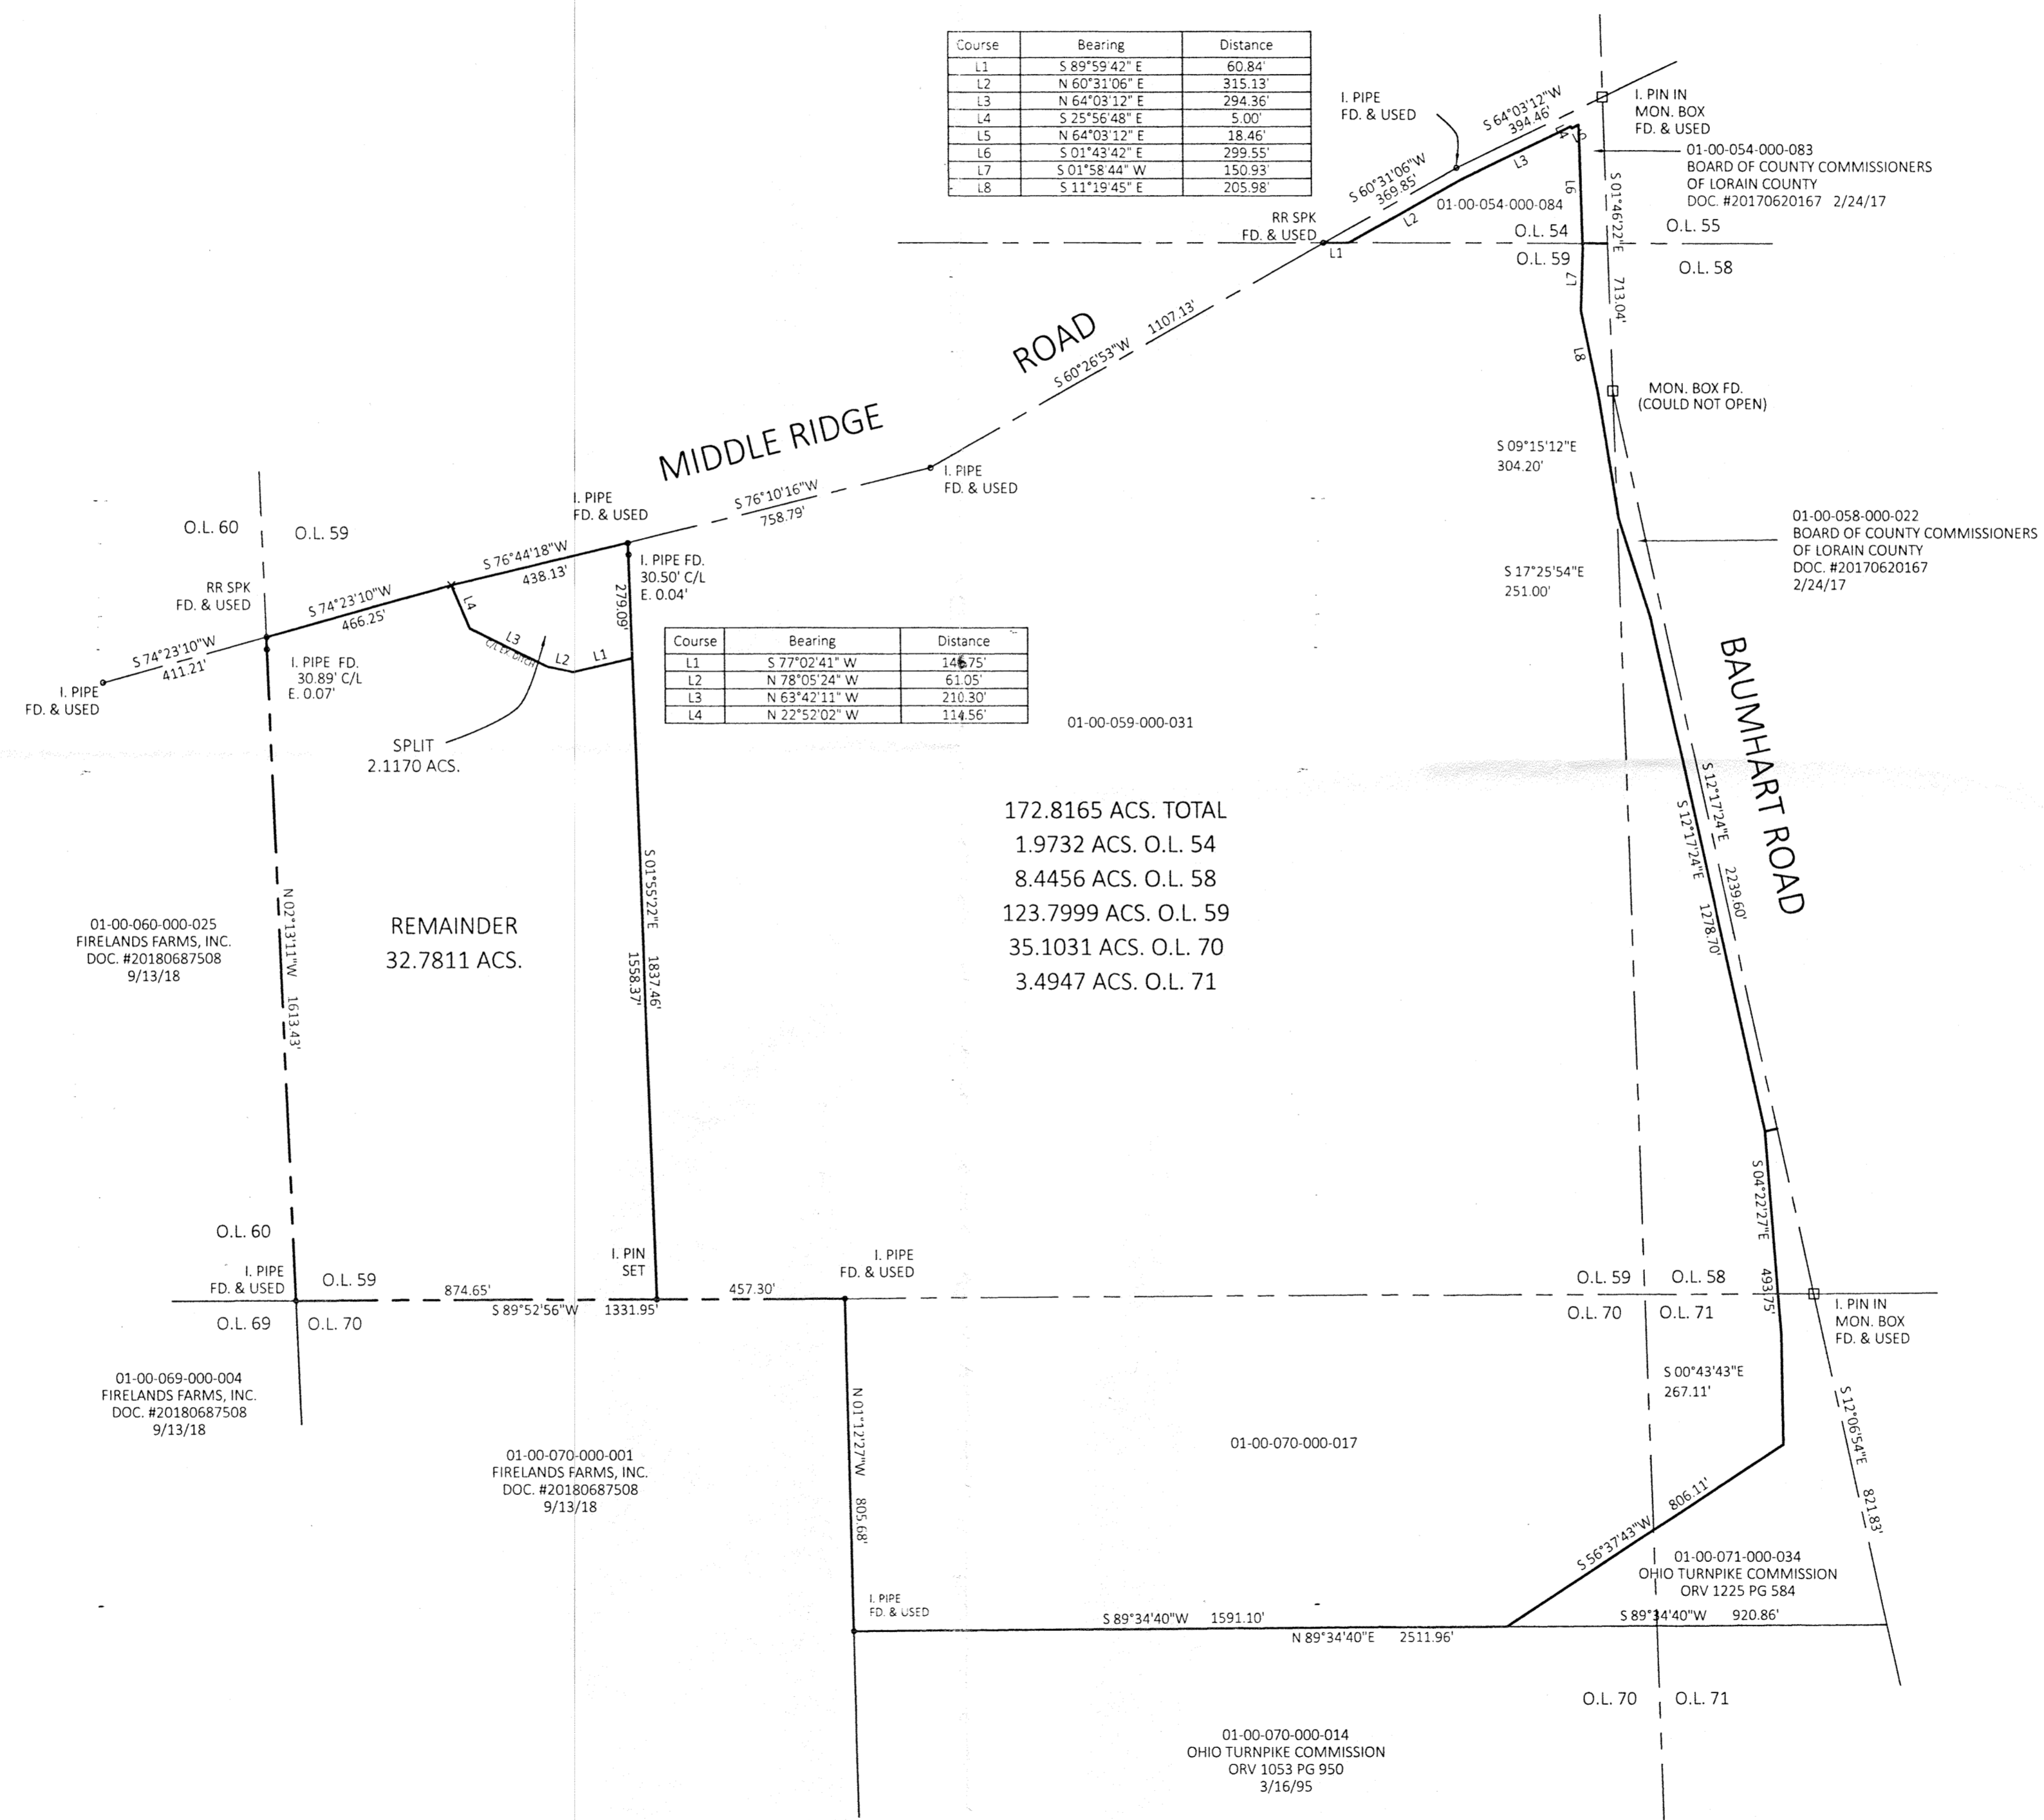 Course Bearing Distance
L1 S 89°59'42" E 60.84'
L2 N 60°31'06" E 315.13'
L3 N 64°03'12" E 294.36'
L4 S 25°56'48" E 5.00'
L5 N 64°03'12" E 18.46'
L6 S 01°43'42" E 299.55'
L7 S 01°58'44" W 150.93'
L8 S 11°19'45" E 205.98'
I. PIPE
FD. & USED
S 64°03'12"W
394.46'
I. PIN IN
MON. BOX
FD. & USED
01-00-054-000-083
BOARD OF COUNTY COMMISSIONERS
OF LORAIN COUNTY
DOC. #20170620167 2/24/17
S 60°31'06"W
369.85'
L4
L5
L3
L2
L6
01-00-054-000-084
RR SPK
FD. & USED
L1
O.L. 54
O.L. 55
O.L. 59
O.L. 58
S 01°46'22"E 713.04'
L7
L8
MON. BOX FD.
(COULD NOT OPEN)
S 60°26'53"W 1107.13'
MIDDLE RIDGE ROAD
I. PIPE
FD. & USED
S 76°10'16"W
758.79'
I. PIPE
FD. & USED
S 09°15'12"E
304.20'
01-00-058-000-022
BOARD OF COUNTY COMMISSIONERS
OF LORAIN COUNTY
DOC. #20170620167
2/24/17
S 17°25'54"E
251.00'
O.L. 60
O.L. 59
S 76°44'18"W
438.13'
I. PIPE FD.
30.50' C/L
E. 0.04'
279.09'
RR SPK
FD. & USED
S 74°23'10"W
466.25'
S 74°23'10"W
411.21'
I. PIPE
FD. & USED
I. PIPE FD.
30.89' C/L
E. 0.07'
L4
L3
C/L EX. DITCH
L2
L1
Course Bearing Distance
L1 S 77°02'41" W
L2 N 78°05'24" W 61.05'
L3 N 63°42'11" W 210.30'
L4 N 22°52'02" W 114.56'
SPLIT
2.1170 ACS.
01-00-059-000-031
BAUMHART ROAD
S 12°17'24"E 2239.60'
S 12°17'24"E 1278.70'
172.8165 ACS. TOTAL
1.9732 ACS. O.L. 54
8.4456 ACS. O.L. 58
123.7999 ACS. O.L. 59
35.1031 ACS. O.L. 70
3.4947 ACS. O.L. 71
S 01°55'22"E 1837.46'
1558.37'
N 02°13'11"W 1613.43'
01-00-060-000-025
FIRELANDS FARMS, INC.
DOC. #20180687508
9/13/18
REMAINDER
32.7811 ACS.
S 04°22'27"E 493.75'
O.L. 60
I. PIPE
FD. & USED
O.L. 59
I. PIN
SET
I. PIPE
FD. & USED
874.65'
457.30'
S 89°52'56"W 1331.95'
O.L. 69
O.L. 70
O.L. 59
O.L. 58
O.L. 70
O.L. 71
I. PIN IN
MON. BOX
FD. & USED
01-00-069-000-004
FIRELANDS FARMS, INC.
DOC. #20180687508
9/13/18
S 00°43'43"E
267.11'
S 12°06'54"E 821.83'
N 01°12'27"W 805.68'
01-00-070-000-017
01-00-070-000-001
FIRELANDS FARMS, INC.
DOC. #20180687508
9/13/18
S 56°37'43"W 806.11'
01-00-071-000-034
OHIO TURNPIKE COMMISSION
ORV 1225 PG 584
I. PIPE
FD. & USED
S 89°34'40"W 1591.10'
S 89°34'40"W 920.86'
N 89°34'40"E 2511.96'
O.L. 70
O.L. 71
01-00-070-000-014
OHIO TURNPIKE COMMISSION
ORV 1053 PG 950
3/16/95